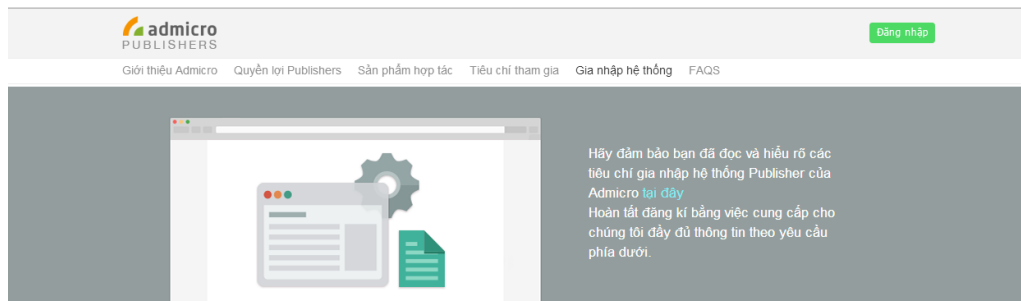 admicro
PUBLISHERS
Đăng nhập
Giới thiệu Admicro Quyền lợi Publishers Sản phẩm hợp tác Tiêu chí tham gia Gia nhập hệ thống FAQS
Hãy đảm bảo bạn đã đọc và hiểu rõ các
tiêu chí gia nhập hệ thống Publisher của
Admicro tại đây
Hoàn tất đăng kí bằng việc cung cấp cho
chúng tôi đầy đủ thông tin theo yêu cầu
phía dưới.